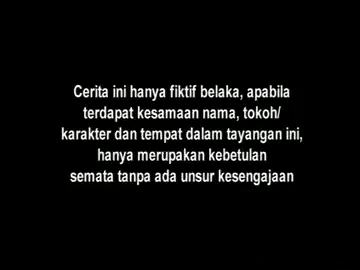 Cerita ini hanya fiktif belaka, apabila
terdapat kesamaan nama, tokoh/
karakter dan tempat dalam tayangan ini,
hanya merupakan kebetulan
semata tanpa ada unsur kesengajaan